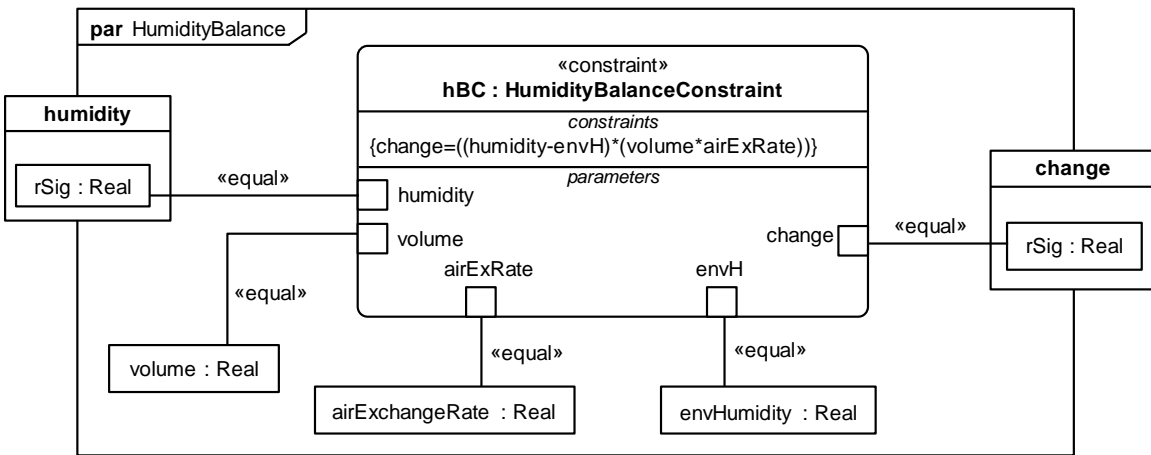 par HumidityBalance
«constraint»
hBC : HumidityBalanceConstraint
constraints
{change=((humidity-envH)*(volume*airExRate))}
parameters
humidity
rSig : Real
«equal»
humidity
volume
change
airExRate
envH
«equal»
change
rSig : Real
«equal»
«equal»
«equal»
volume : Real
airExchangeRate : Real
envHumidity : Real